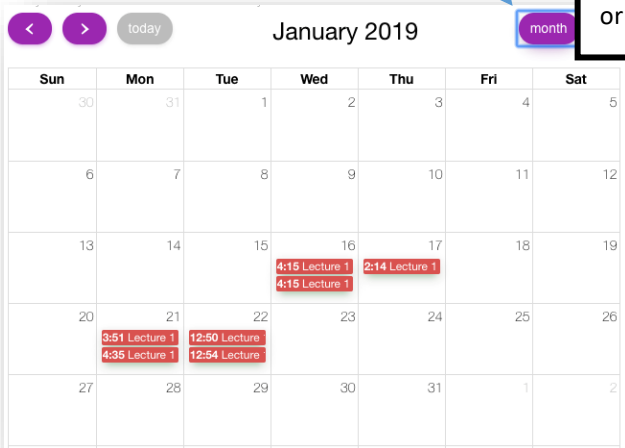 today January 2019 month or
Sun Mon Tue Wed Thu Fri Sat
30 31 1 2 3 4 5
6 7 8 9 10 11 12
13 14 15 16 17 18 19
4:15 Lecture 1 2:14 Lecture 1
4:15 Lecture 1
20 21 22 23 24 25 26
3:51 Lecture 1 12:50 Lecture
4:35 Lecture 1 12:54 Lecture
27 28 29 30 31 1 2